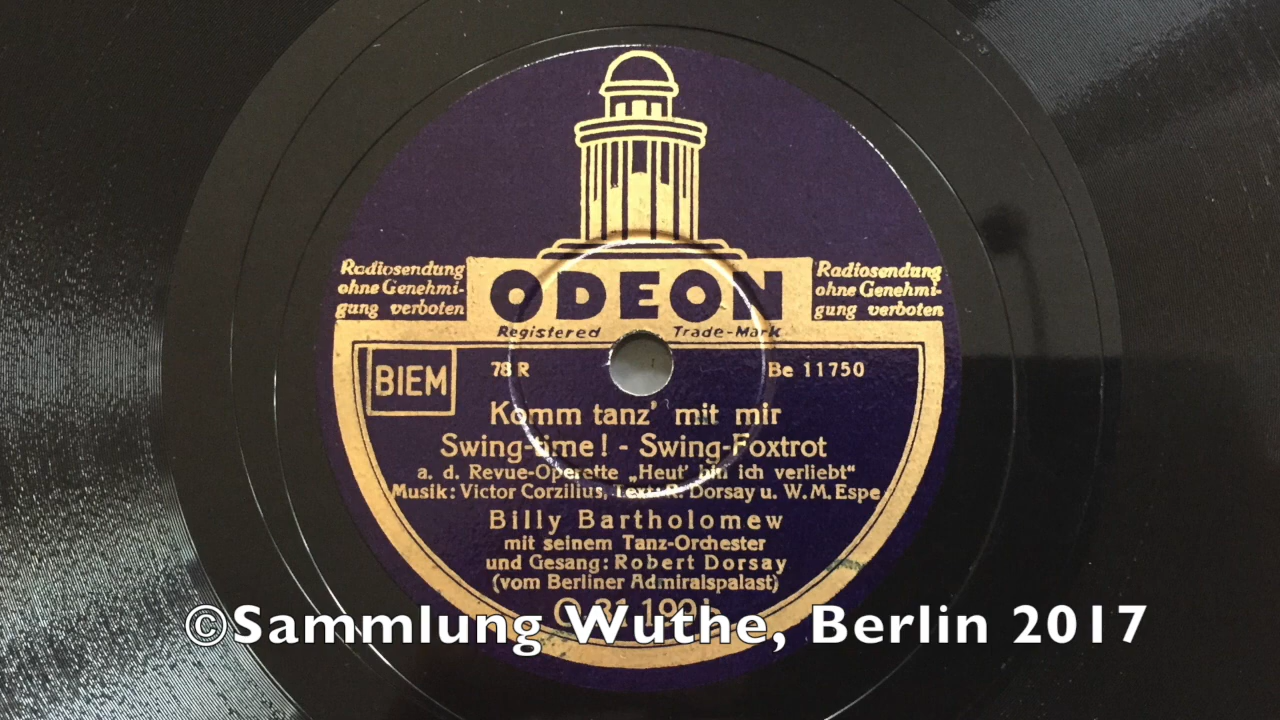 Radiosendung
ohne Genehmi-
gung verboten
ODEON
Radiosendung
ohne Genehmi-
gung verboten
Registered Trade-Mark
BIEM
78 R
Be 11750
Komm tanz' mit mir
Swing-time! - Swing-Foxtrot
a. d. Revue-Operette „Heut' bin ich verliebt“
Musik: Victor Corzilius, Text: R. Dorsay u. W. M. Espe
Billy Bartholomew
mit seinem Tanz-Orchester
und Gesang: Robert Dorsay
(vom Berliner Admiralspalast)
©Sammlung Wuthe, Berlin 2017